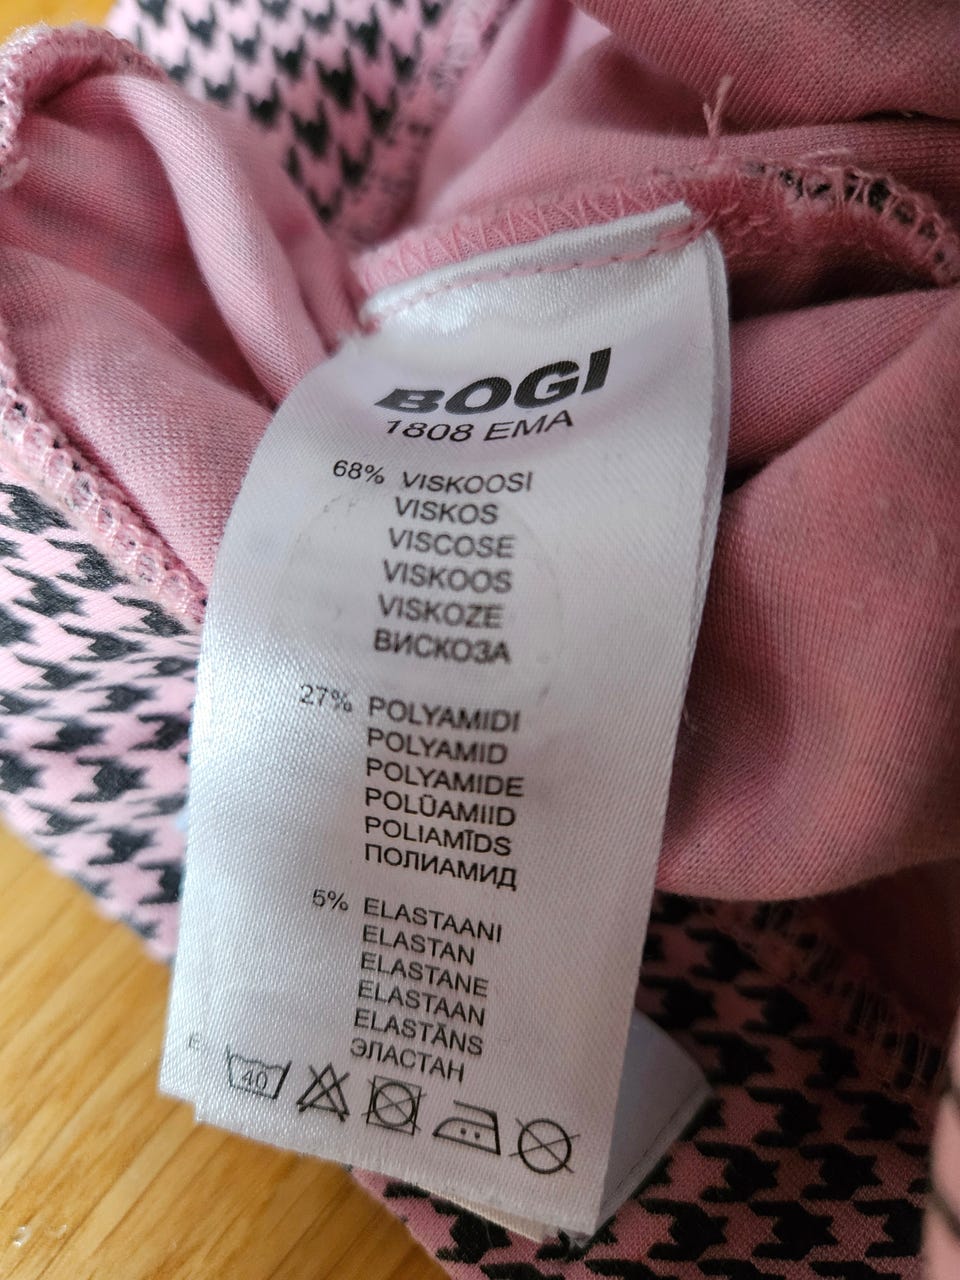 BOGI
1808 EMA
68% VISKOOSI
VISKOS
VISCOSE
VISKOOS
VISKOZE
ВИСКОЗА
27% POLYAMIDI
POLYAMID
POLYAMIDE
POLÜAMIID
POLIAMĪDS
ПОЛИАМИД
5% ELASTAANI
ELASTAN
ELASTANE
ELASTAAN
ELASTĀNS
ЭЛАСТАН
40